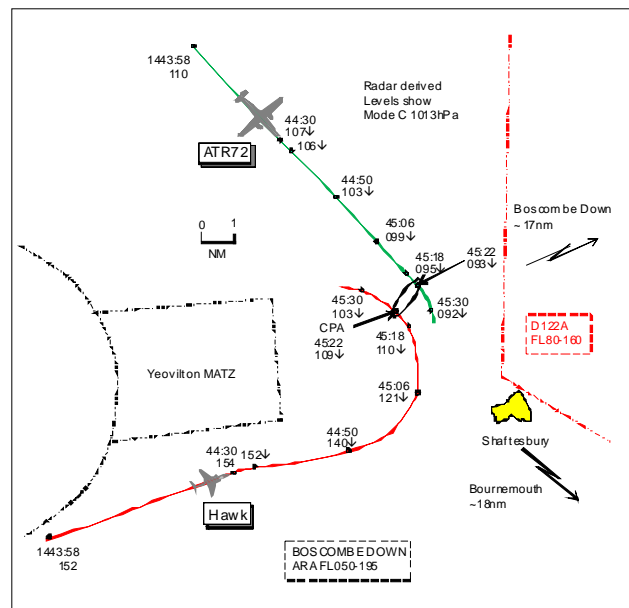 1443:58
110
Radar derived
Levels show
Mode C 1013hPa
44:30
107↓
106↓
ATR72
44:50
103↓
0 1
NM
45:06
099↓
Boscombe Down
~ 17nm
45:18
095↓
45:22
093↓
45:30
103↓
45:30
092↓
CPA
45:22
109↓
45:18
110↓
D122A
FL80-160
Yeovilton MATZ
45:06
121↓
Shaftesbury
44:50
140↓
44:30
154
152↓
Bournemouth
~18nm
Hawk
1443:58
152
BOSCOMBE DOWN
ARA FL050-195